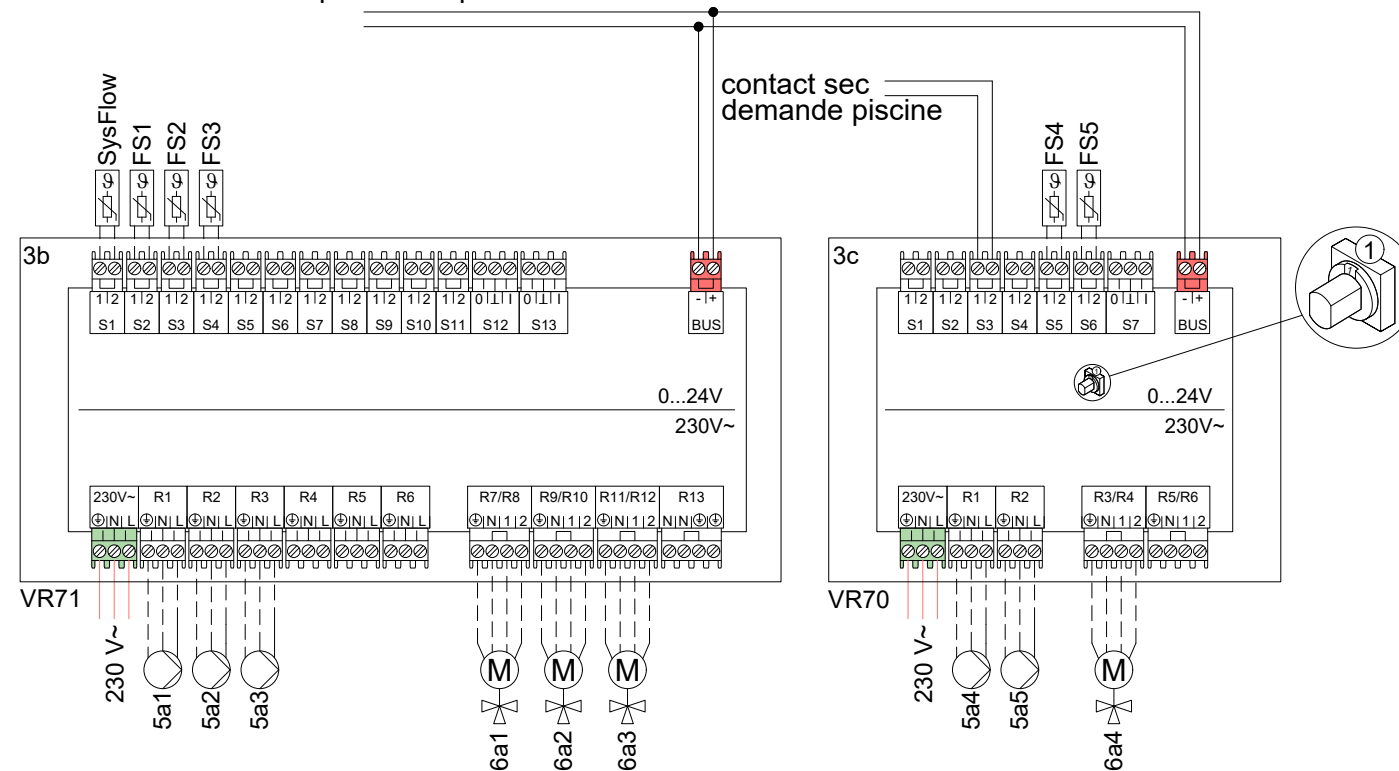 contact sec
demande piscine
SysFlow
FS1
FS2
FS3
FS4
FS5
ϑ ϑ ϑ ϑ ϑ ϑ
3b
1 2 1 2 1 2 1 2 1 2 1 2 1 2 1 2 1 2 1 2 1 2 0 ⊥ I 0 ⊥ I - +
S1 S2 S3 S4 S5 S6 S7 S8 S9 S10 S11 S12 S13 BUS
0...24V
230V~
230V~ R1 R2 R3 R4 R5 R6 R7/R8 R9/R10 R11/R12 R13
⏚ N L ⏚ N L ⏚ N L ⏚ N L ⏚ N L ⏚ N L ⏚ N L ⏚ N 1 2 ⏚ N 1 2 ⏚ N 1 2 N N ⏚ ⏚
VR71
230 V~
5a1
5a2
5a3
M M M
6a1
6a2
6a3
3c
1 2 1 2 1 2 1 2 1 2 1 2 0 ⊥ I - +
S1 S2 S3 S4 S5 S6 S7 BUS
1
0...24V
230V~
230V~ R1 R2 R3/R4 R5/R6
⏚ N L ⏚ N L ⏚ N L ⏚ N 1 2 ⏚ N 1 2
VR70
230 V~
5a4
5a5
M
6a4